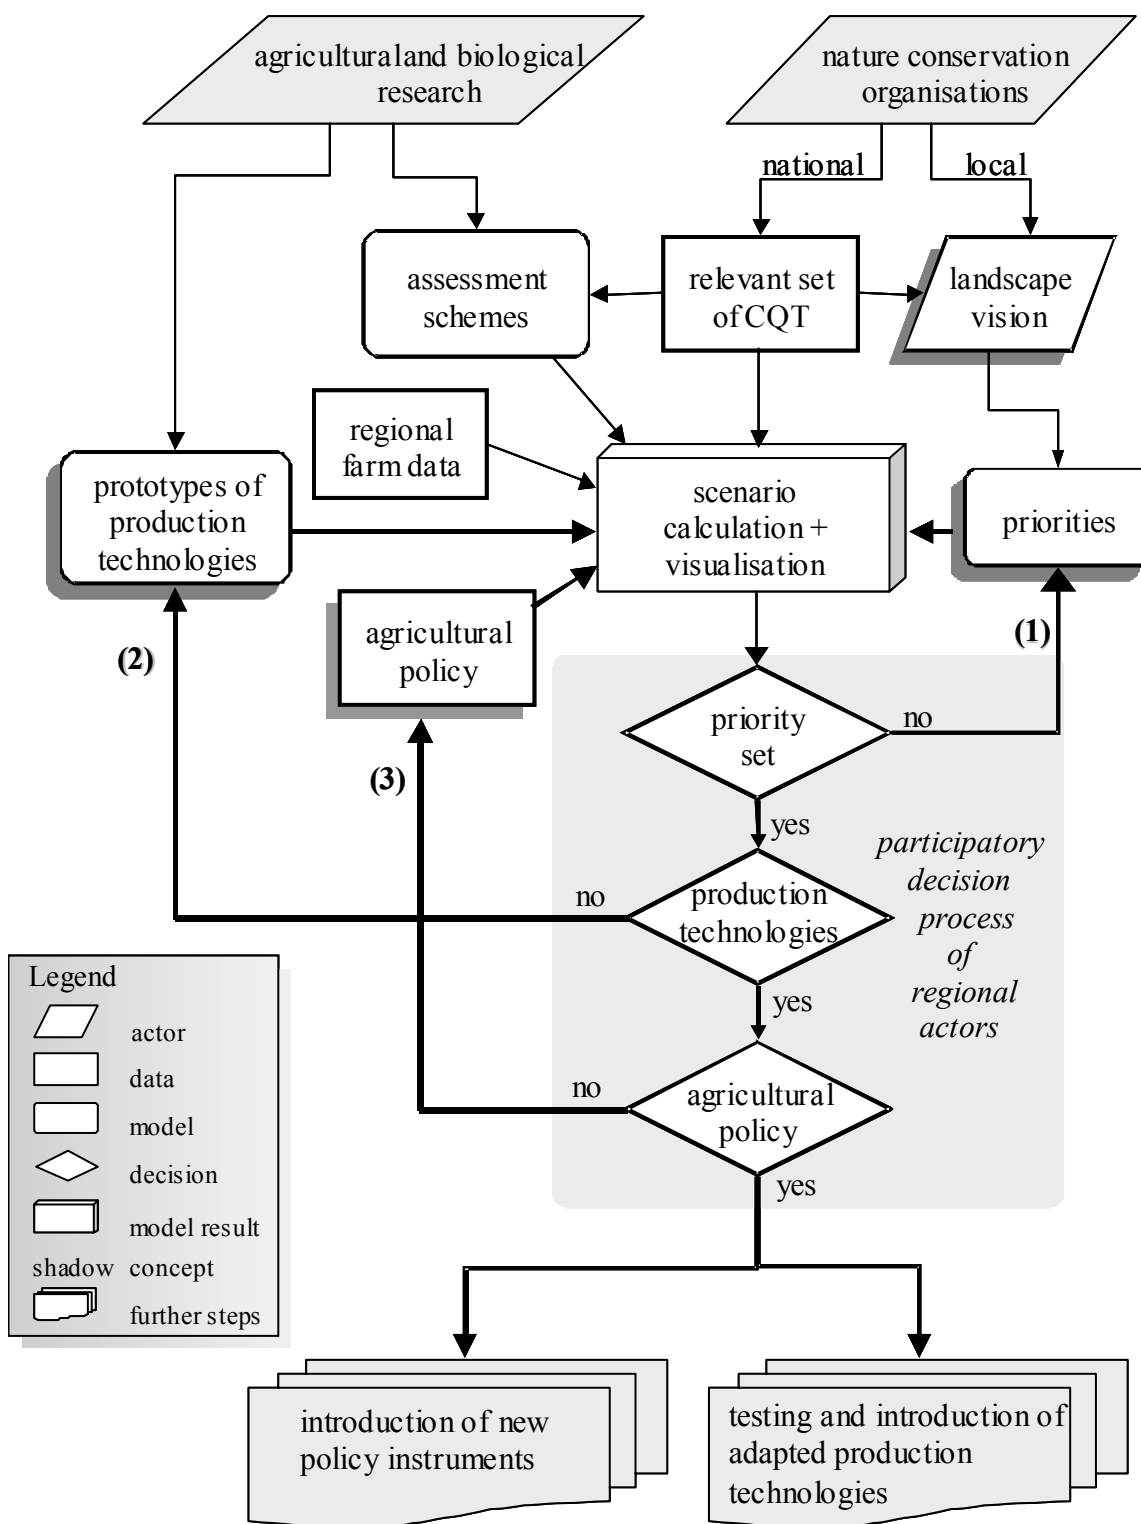 agricultural and biological
research
nature conservation
organisations
national
local
assessment
schemes
relevant set
of CQT
landscape
vision
regional
farm data
prototypes of
production
technologies
scenario
calculation +
visualisation
priorities
agricultural
policy
(1)
(2)
(3)
priority
set
no
yes
participatory
decision
process
of
regional
actors
production
technologies
no
yes
agricultural
policy
no
yes
Legend
actor
data
model
decision
model result
shadow concept
further steps
introduction of new
policy instruments
testing and introduction of
adapted production
technologies